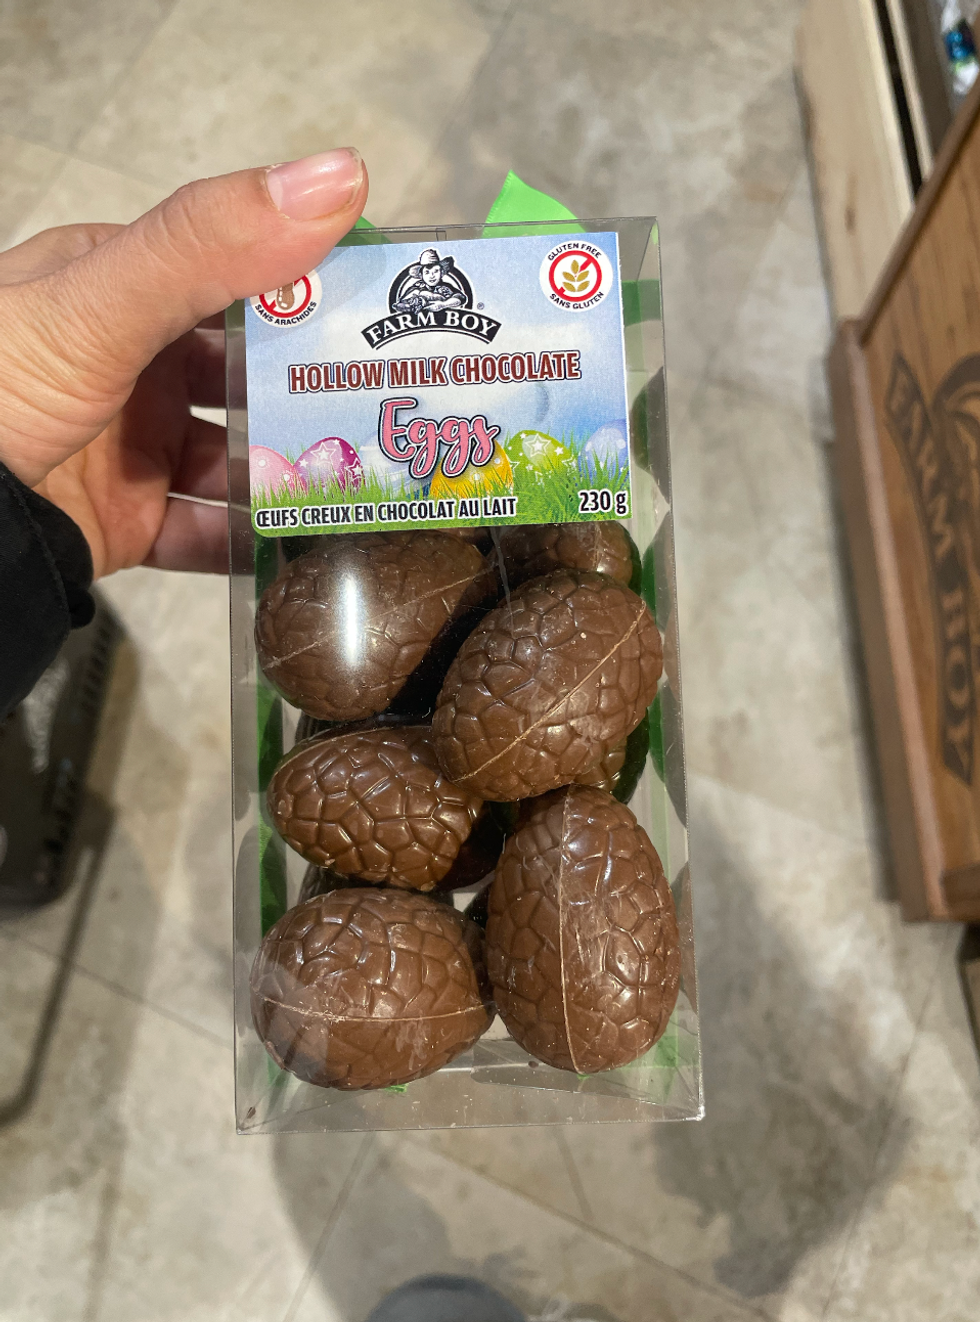 SANS ARACHIDES
FARM BOY
®
GLUTEN FREE
SANS GLUTEN
HOLLOW MILK CHOCOLATE
Eggs
ŒUFS CREUX EN CHOCOLAT AU LAIT
230 g
FARM BOY